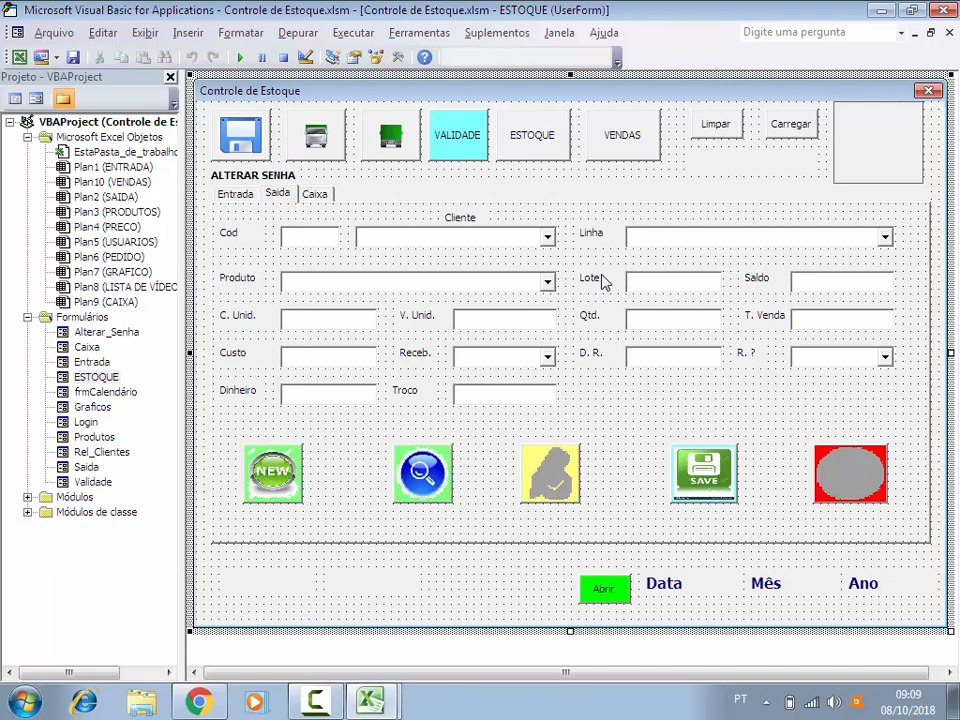 Microsoft Visual Basic for Applications - Controle de Estoque.xlsm - [Controle de Estoque.xlsm - ESTOQUE (UserForm)]
Arquivo Editar Exibir Inserir Formatar Depurar Executar Ferramentas Suplementos Janela Ajuda
Digite uma pergunta
Projeto - VBAProject
VBAProject (Controle de E
Microsoft Excel Objetos
EstaPasta_de_trabalho
Plan1 (ENTRADA)
Plan10 (VENDAS)
Plan2 (SAIDA)
Plan3 (PRODUTOS)
Plan4 (PRECO)
Plan5 (USUARIOS)
Plan6 (PEDIDO)
Plan7 (GRAFICO)
Plan8 (LISTA DE VÍDEO
Plan9 (CAIXA)
Formulários
Alterar_Senha
Caixa
Entrada
ESTOQUE
frmCalendário
Graficos
Login
Produtos
Rel_Clientes
Saida
Validade
Módulos
Módulos de classe
Controle de Estoque
VALIDADE
ESTOQUE
VENDAS
Limpar
Carregar
ALTERAR SENHA
Entrada Saida Caixa
Cliente
Cod
Linha
Produto
Lote
Saldo
C. Unid.
V. Unid.
Qtd.
T. Venda
Custo
Receb.
D. R.
R. ?
Dinheiro
Troco
NEW
SAVE
Abrir
Data
Mês
Ano
PT
09:09
08/10/2018